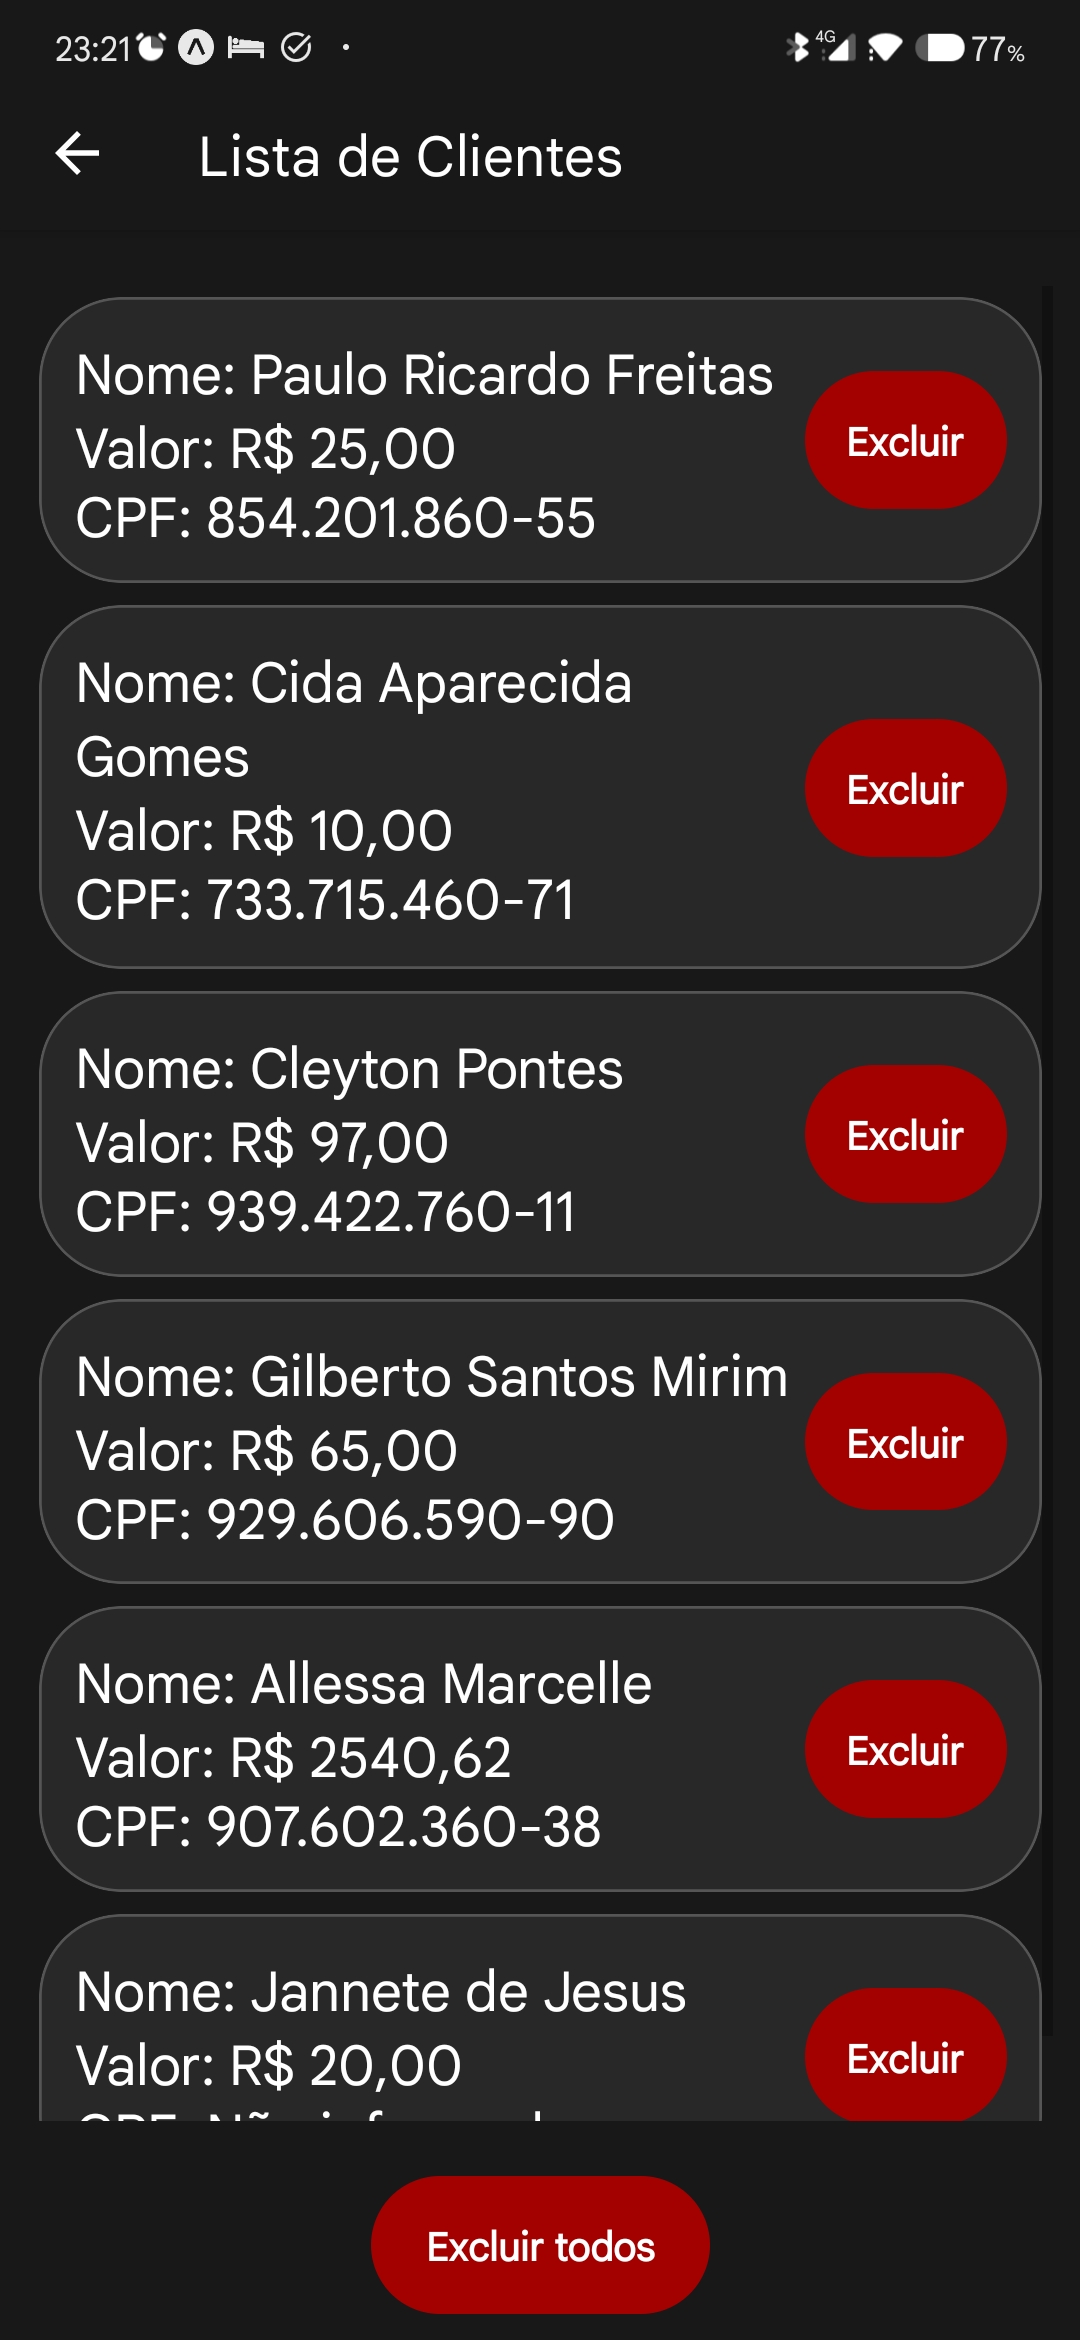 23:21
4G
77%
Lista de Clientes
Nome: Paulo Ricardo Freitas
Valor: R$ 25,00
CPF: 854.201.860-55
Excluir
Nome: Cida Aparecida
Gomes
Valor: R$ 10,00
CPF: 733.715.460-71
Excluir
Nome: Cleyton Pontes
Valor: R$ 97,00
CPF: 939.422.760-11
Excluir
Nome: Gilberto Santos Mirim
Valor: R$ 65,00
CPF: 929.606.590-90
Excluir
Nome: Allessa Marcelle
Valor: R$ 2540,62
CPF: 907.602.360-38
Excluir
Nome: Jannete de Jesus
Valor: R$ 20,00
Excluir
Excluir todos